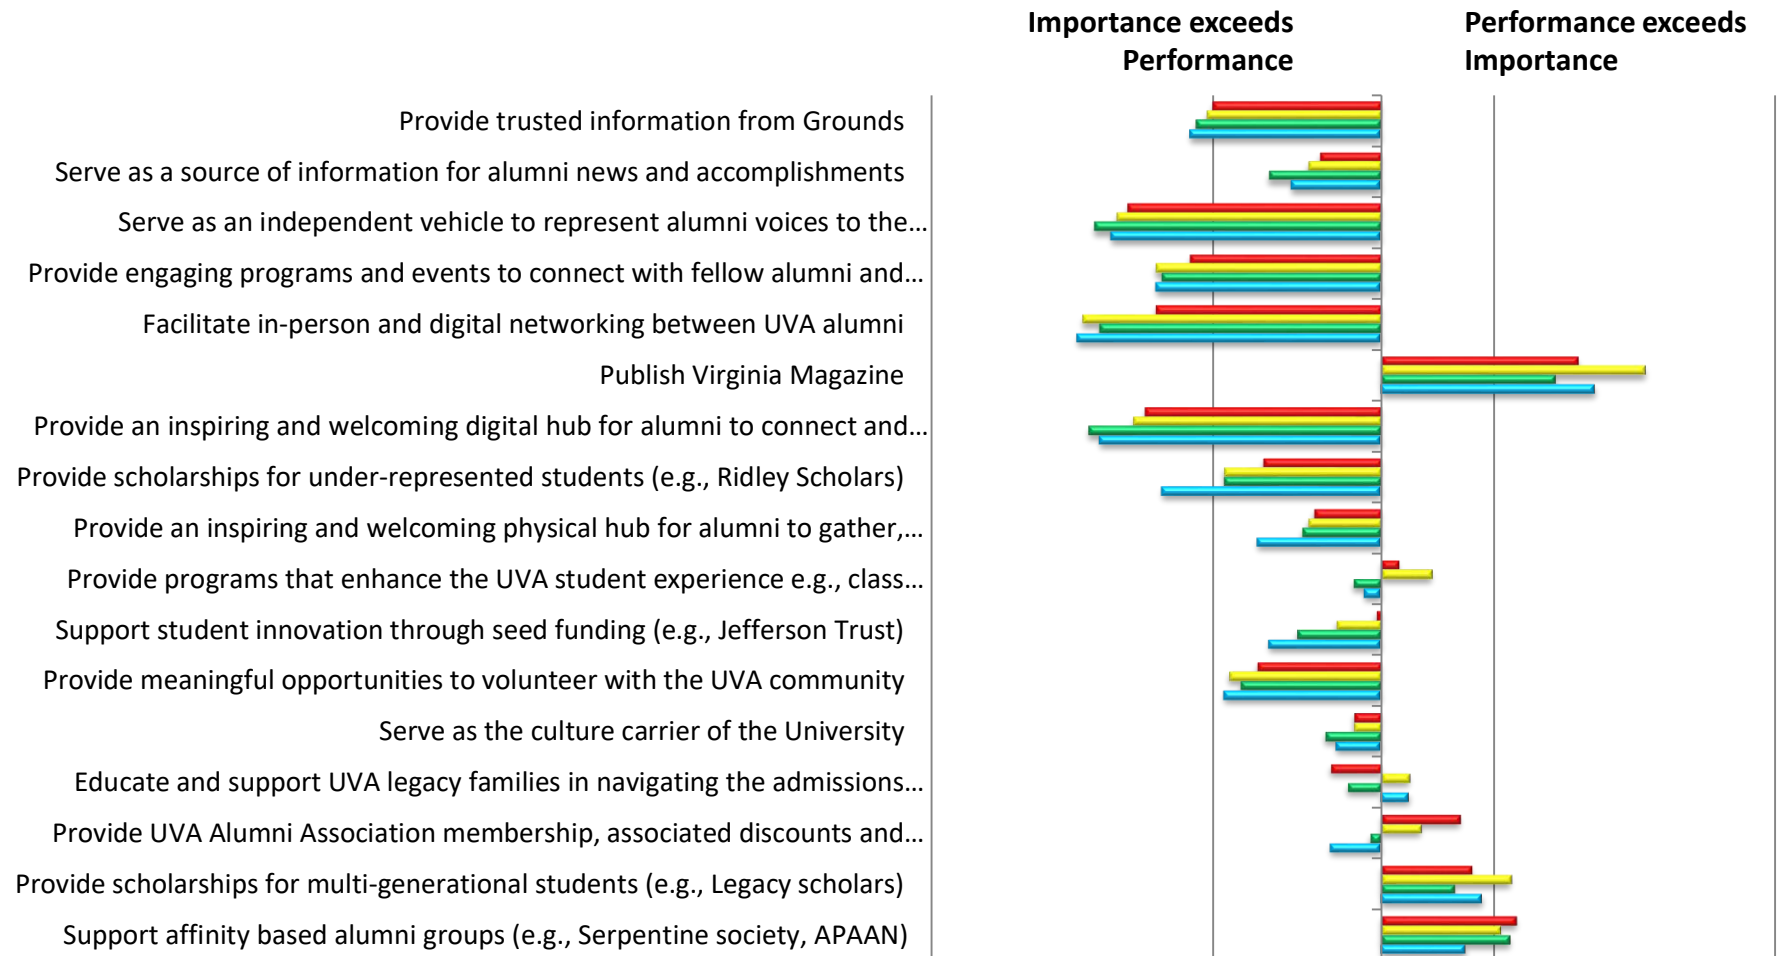 Importance exceeds
Performance
Performance exceeds
Importance
Provide trusted information from Grounds
Serve as a source of information for alumni news and accomplishments
Serve as an independent vehicle to represent alumni voices to the…
Provide engaging programs and events to connect with fellow alumni and…
Facilitate in-person and digital networking between UVA alumni
Publish Virginia Magazine
Provide an inspiring and welcoming digital hub for alumni to connect and…
Provide scholarships for under-represented students (e.g., Ridley Scholars)
Provide an inspiring and welcoming physical hub for alumni to gather,…
Provide programs that enhance the UVA student experience e.g., class…
Support student innovation through seed funding (e.g., Jefferson Trust)
Provide meaningful opportunities to volunteer with the UVA community
Serve as the culture carrier of the University
Educate and support UVA legacy families in navigating the admissions…
Provide UVA Alumni Association membership, associated discounts and…
Provide scholarships for multi-generational students (e.g., Legacy scholars)
Support affinity based alumni groups (e.g., Serpentine society, APAAN)